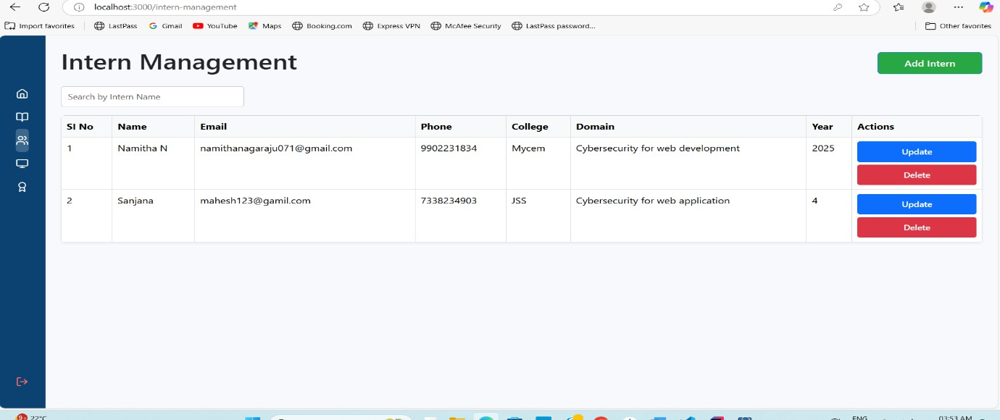 localhost:3000/intern-management
Import favorites LastPass Gmail YouTube Maps Booking.com Express VPN McAfee Security LastPass password... Other favorites
Intern Management
Add Intern
Search by Intern Name
SI No Name Email Phone College Domain Year Actions
1 Namitha N namithanagaraju071@gmail.com 9902231834 Mycem Cybersecurity for web development 2025 Update
Delete
2 Sanjana mahesh123@gamil.com 7338234903 JSS Cybersecurity for web application 4 Update
Delete
9+ 22°C ENG 03:53 AM